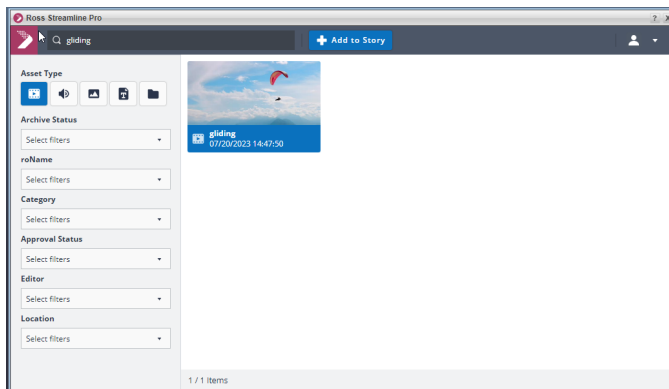 Ross Streamline Pro
? X
gliding
Add to Story
Asset Type
Archive Status
Select filters
roName
Select filters
Category
Select filters
Approval Status
Select filters
Editor
Select filters
Location
Select filters
gliding
07/20/2023 14:47:50
1 / 1 Items